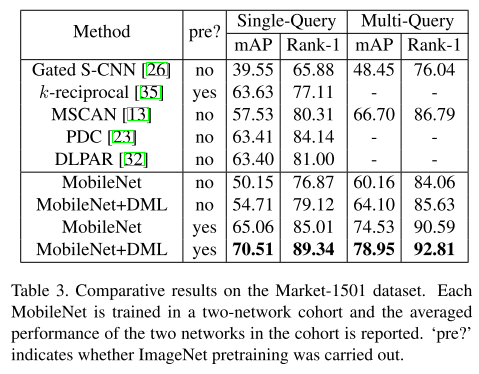 Method pre? Single-Query Multi-Query
mAP Rank-1 mAP Rank-1
Gated S-CNN [26] no 39.55 65.88 48.45 76.04
k-reciprocal [35] yes 63.63 77.11 - -
MSCAN [13] no 57.53 80.31 66.70 86.79
PDC [23] no 63.41 84.14 - -
DLPAR [32] no 63.40 81.00 - -
MobileNet no 50.15 76.87 60.16 84.06
MobileNet+DML no 54.71 79.12 64.10 85.63
MobileNet yes 65.06 85.01 74.53 90.59
MobileNet+DML yes 70.51 89.34 78.95 92.81
Table 3. Comparative results on the Market-1501 dataset. Each
MobileNet is trained in a two-network cohort and the averaged
performance of the two networks in the cohort is reported. ‘pre?’
indicates whether ImageNet pretraining was carried out.